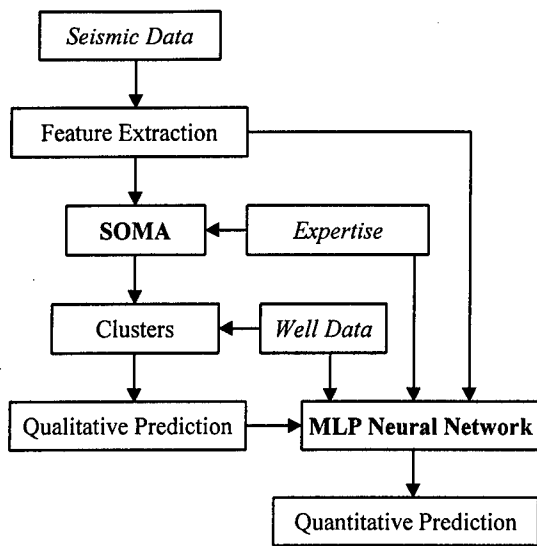 Seismic Data
Feature Extraction
SOMA
Expertise
Clusters
Well Data
Qualitative Prediction
MLP Neural Network
Quantitative Prediction